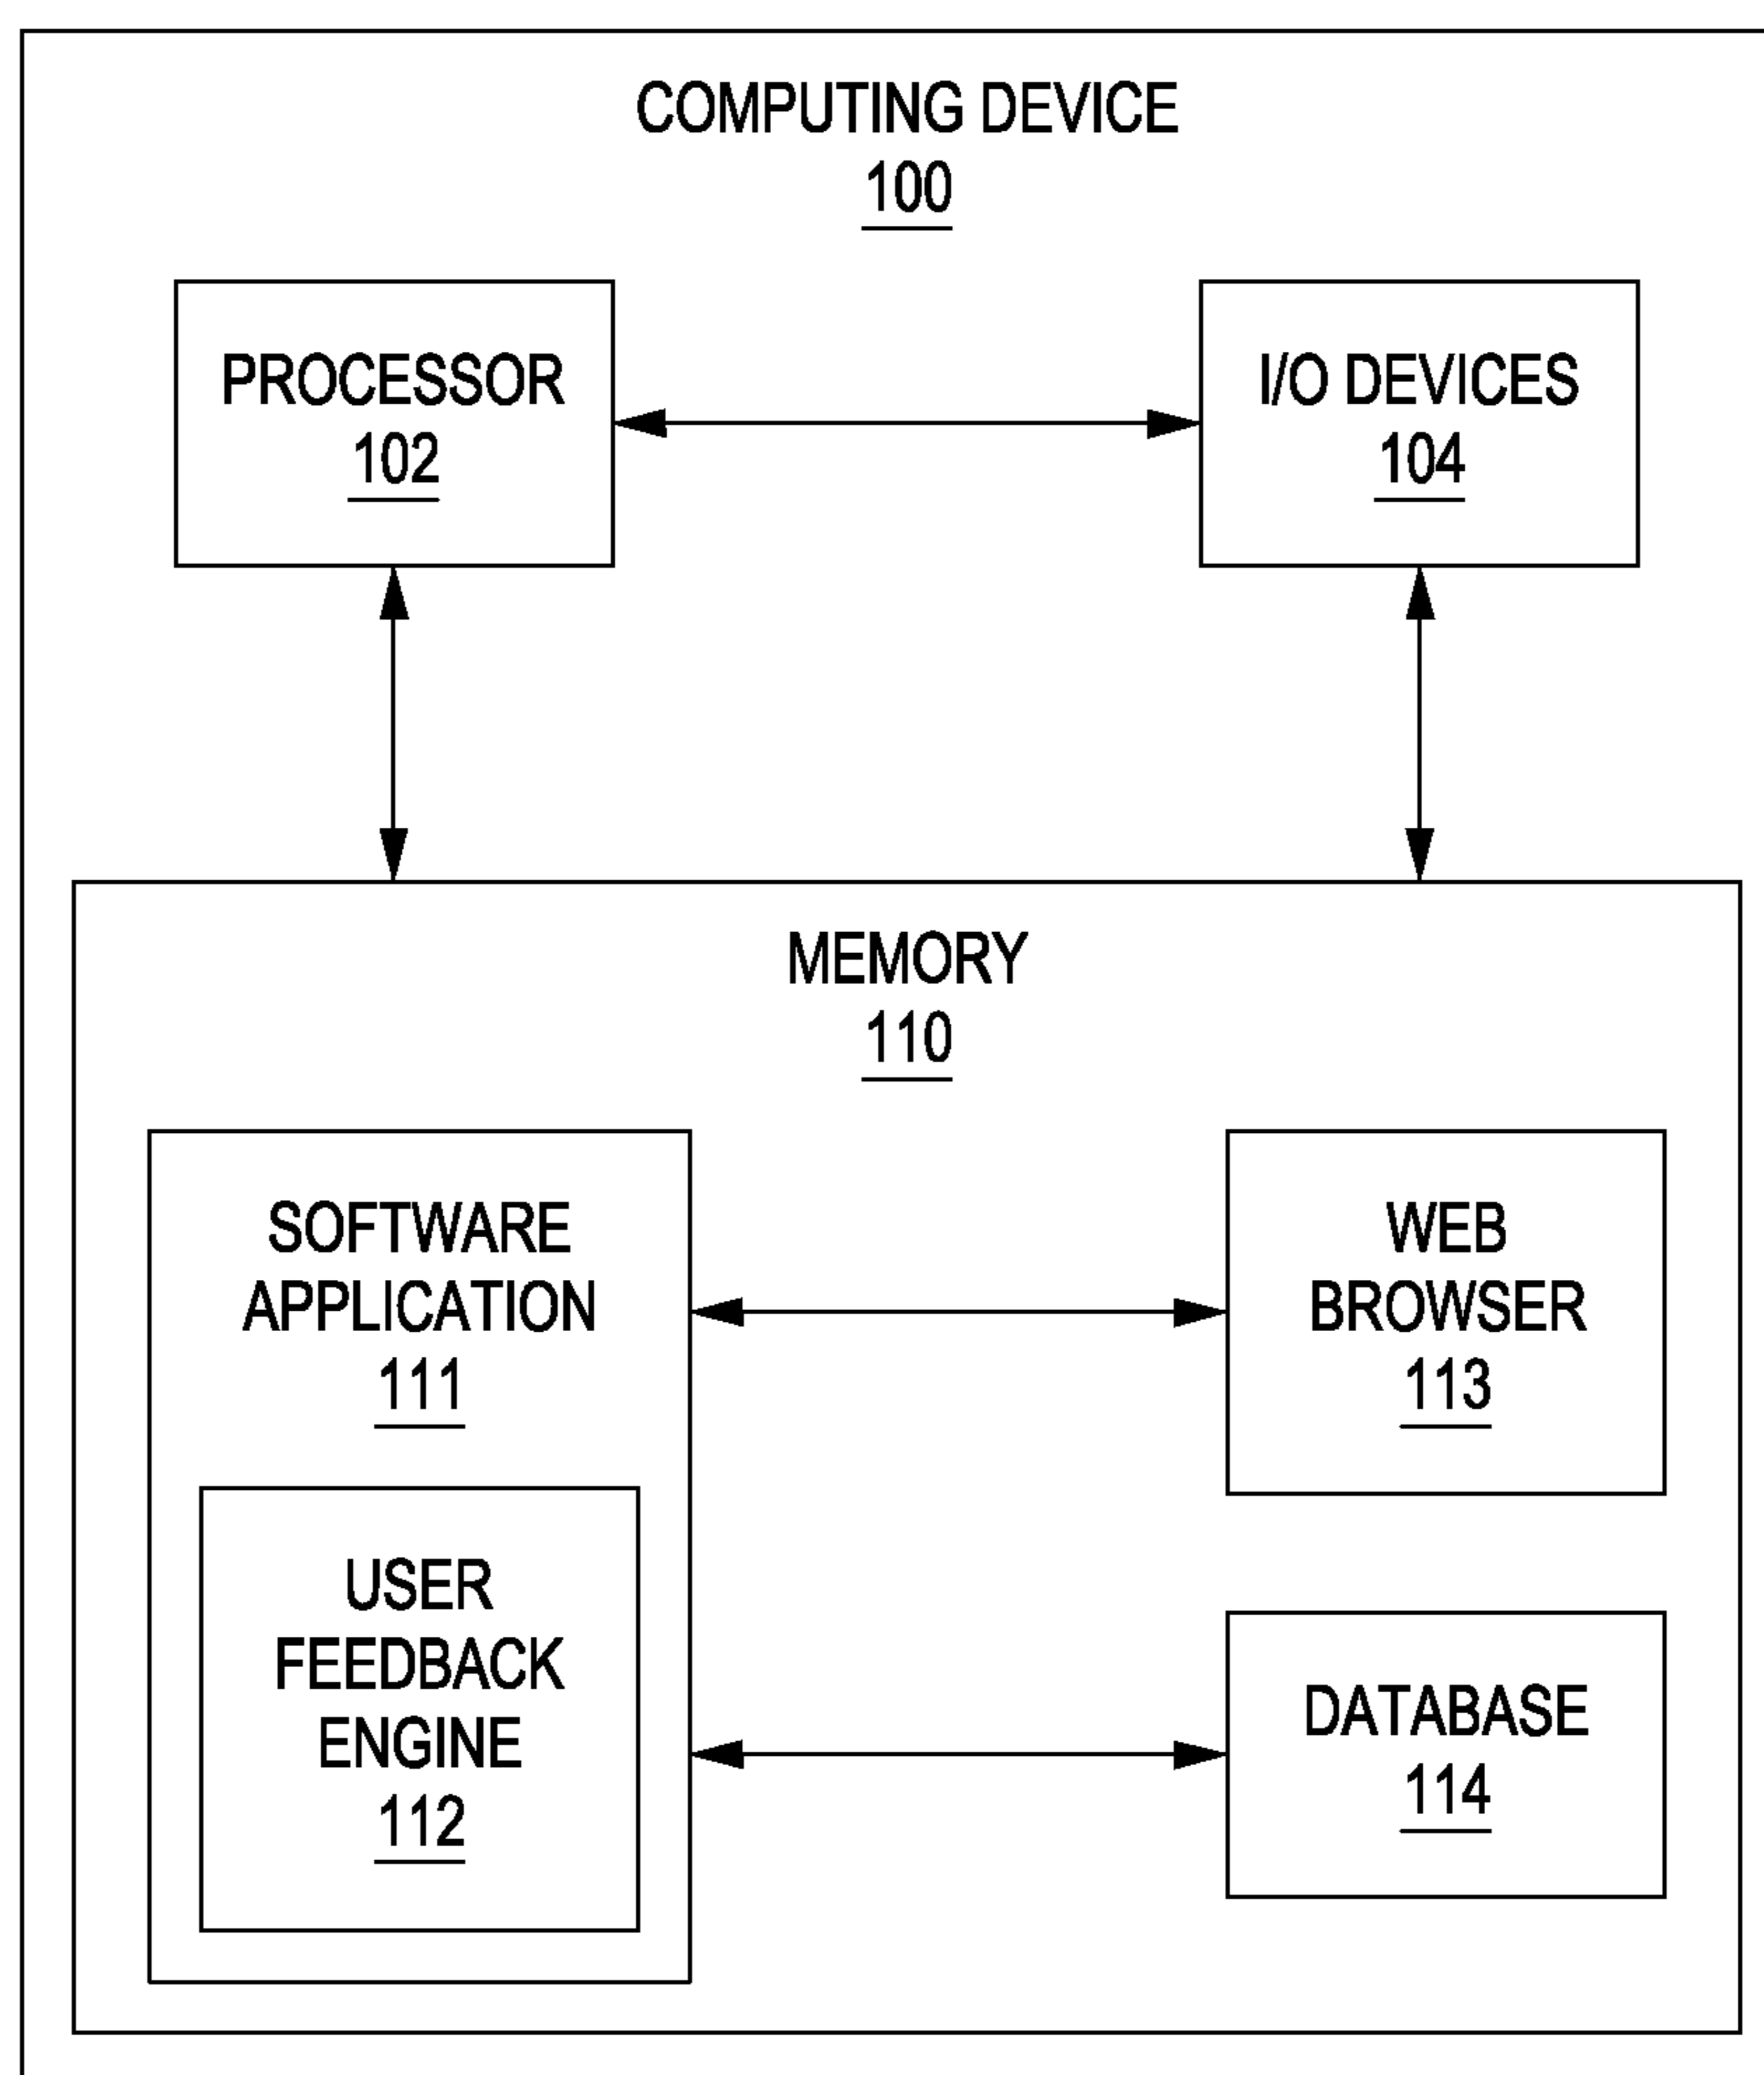 COMPUTING DEVICE
100
PROCESSOR
102
I/O DEVICES
104
MEMORY
110
SOFTWARE
APPLICATION
111
WEB
BROWSER
113
USER
FEEDBACK
ENGINE
112
DATABASE
114